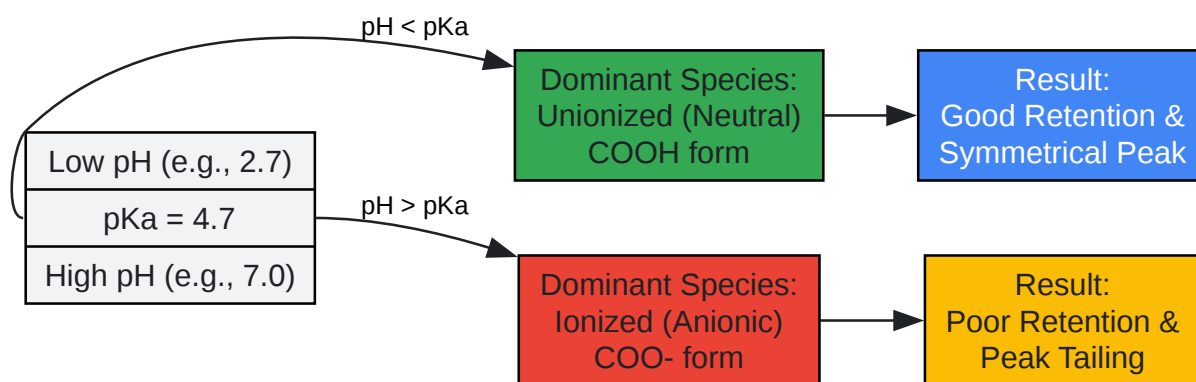 pH < pKa
Dominant Species:
Unionized (Neutral)
COOH form
Result:
Good Retention &
Symmetrical Peak
Low pH (e.g., 2.7)
pKa = 4.7
High pH (e.g., 7.0)
pH > pKa
Dominant Species:
Ionized (Anionic)
COO- form
Result:
Poor Retention &
Peak Tailing